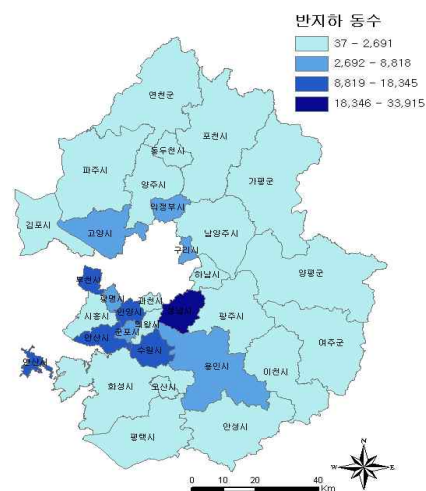 반지하 동수
37 - 2,691
2,692 - 8,818
8,819 - 18,345
18,346 - 33,915
연천군
포천시
동두천시
파주시
양주시
가평군
의정부시
김포시
고양시
남양주시
구리시
하남시
양평군
부천시
광명시
과천시
시흥시
안양시
성남시
광주시
의왕시
군포시
안산시
수원시
여주군
안산시
용인시
이천시
화성시
오산시
평택시
안성시
N
W E
S
0 10 20 40
Km